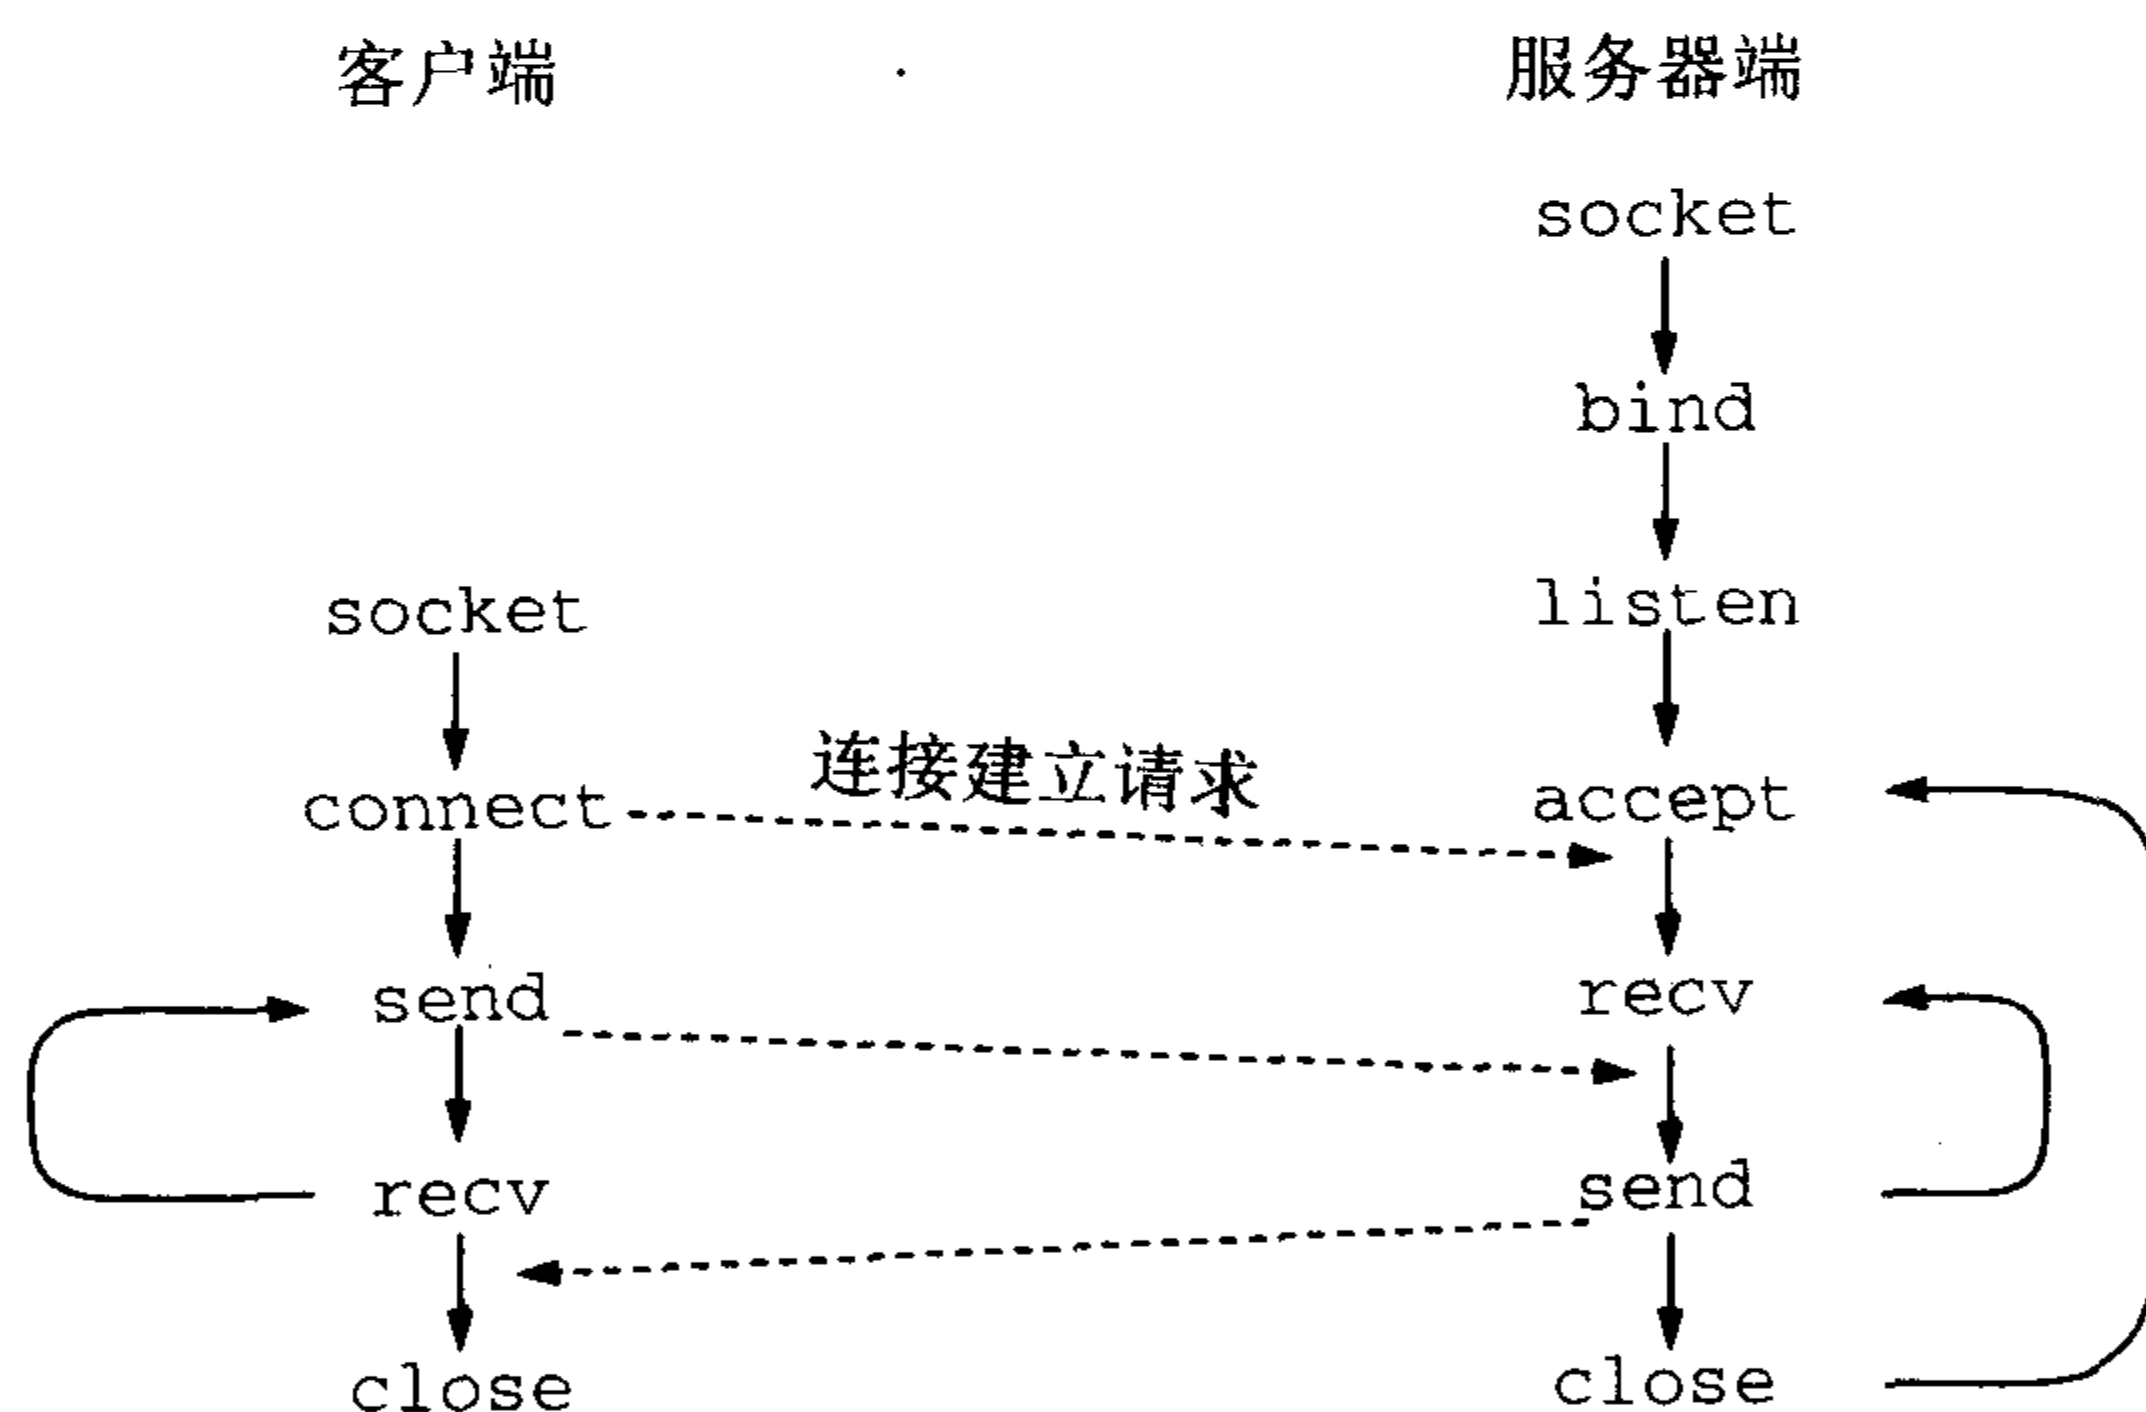 客户端
服务器端
socket
bind
listen
socket
连接建立请求
connect
accept
send
recv
recv
send
close
close